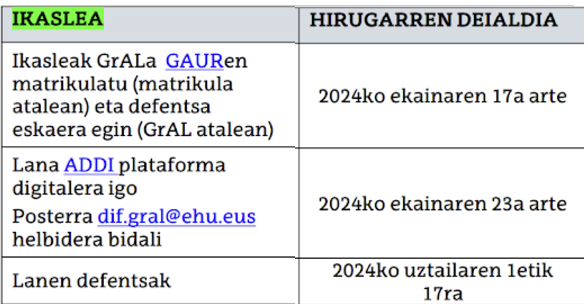 IKASLEA
HIRUGARREN DEIALDIA
Ikasleak GrALa GAURen
matrikulatu (matrikula
atalean) eta defentsa
eskaera egin (GrAL atalean)
2024ko ekainaren 17a arte
Lana ADDI plataforma
digitalera igo
Posterra dif.gral@ehu.eus
helbidera bidali
2024ko ekainaren 23a arte
Lanen defentsak
2024ko uztailaren 1etik
17ra